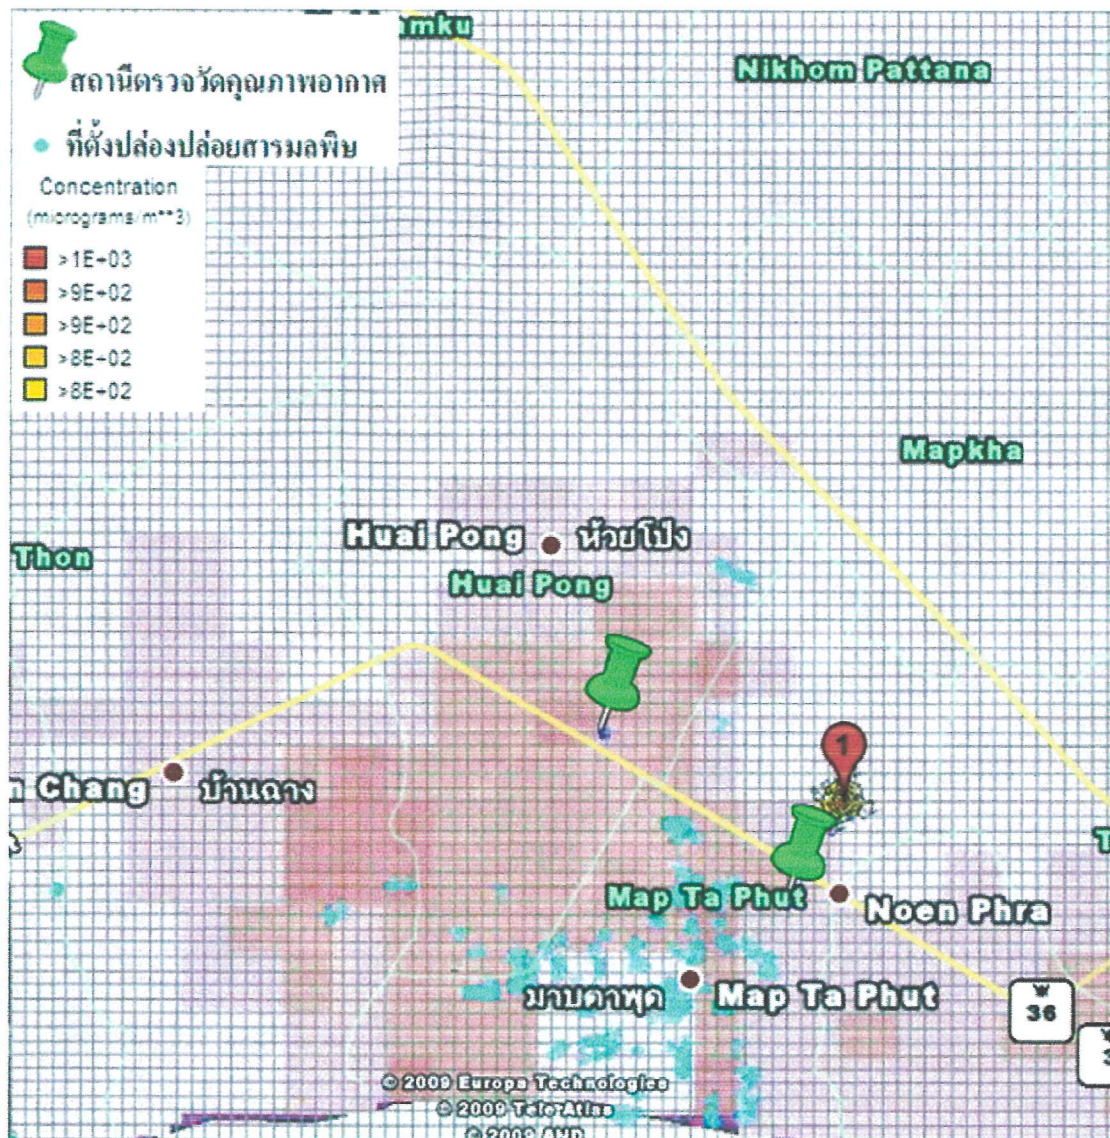 amku
สถานีตรวจวัดคุณภาพอากาศ
Nikhom Pattana
ที่ตั้งปล่องปล่อยสารมลพิษ
Concentration
(micrograms/m**3)
>1E+03
>9E+02
>9E+02
>8E+02
>8E+02
Mapkha
Huai Pong ห้วยโป่ง
Thon
Huai Pong
1
n Chang บ้านฉาง
Map Ta Phut
Noen Phra
มาบตาพุด Map Ta Phut
36
3
© 2009 Europa Technologies
© 2009 Tele Atlas
© 2009 AND